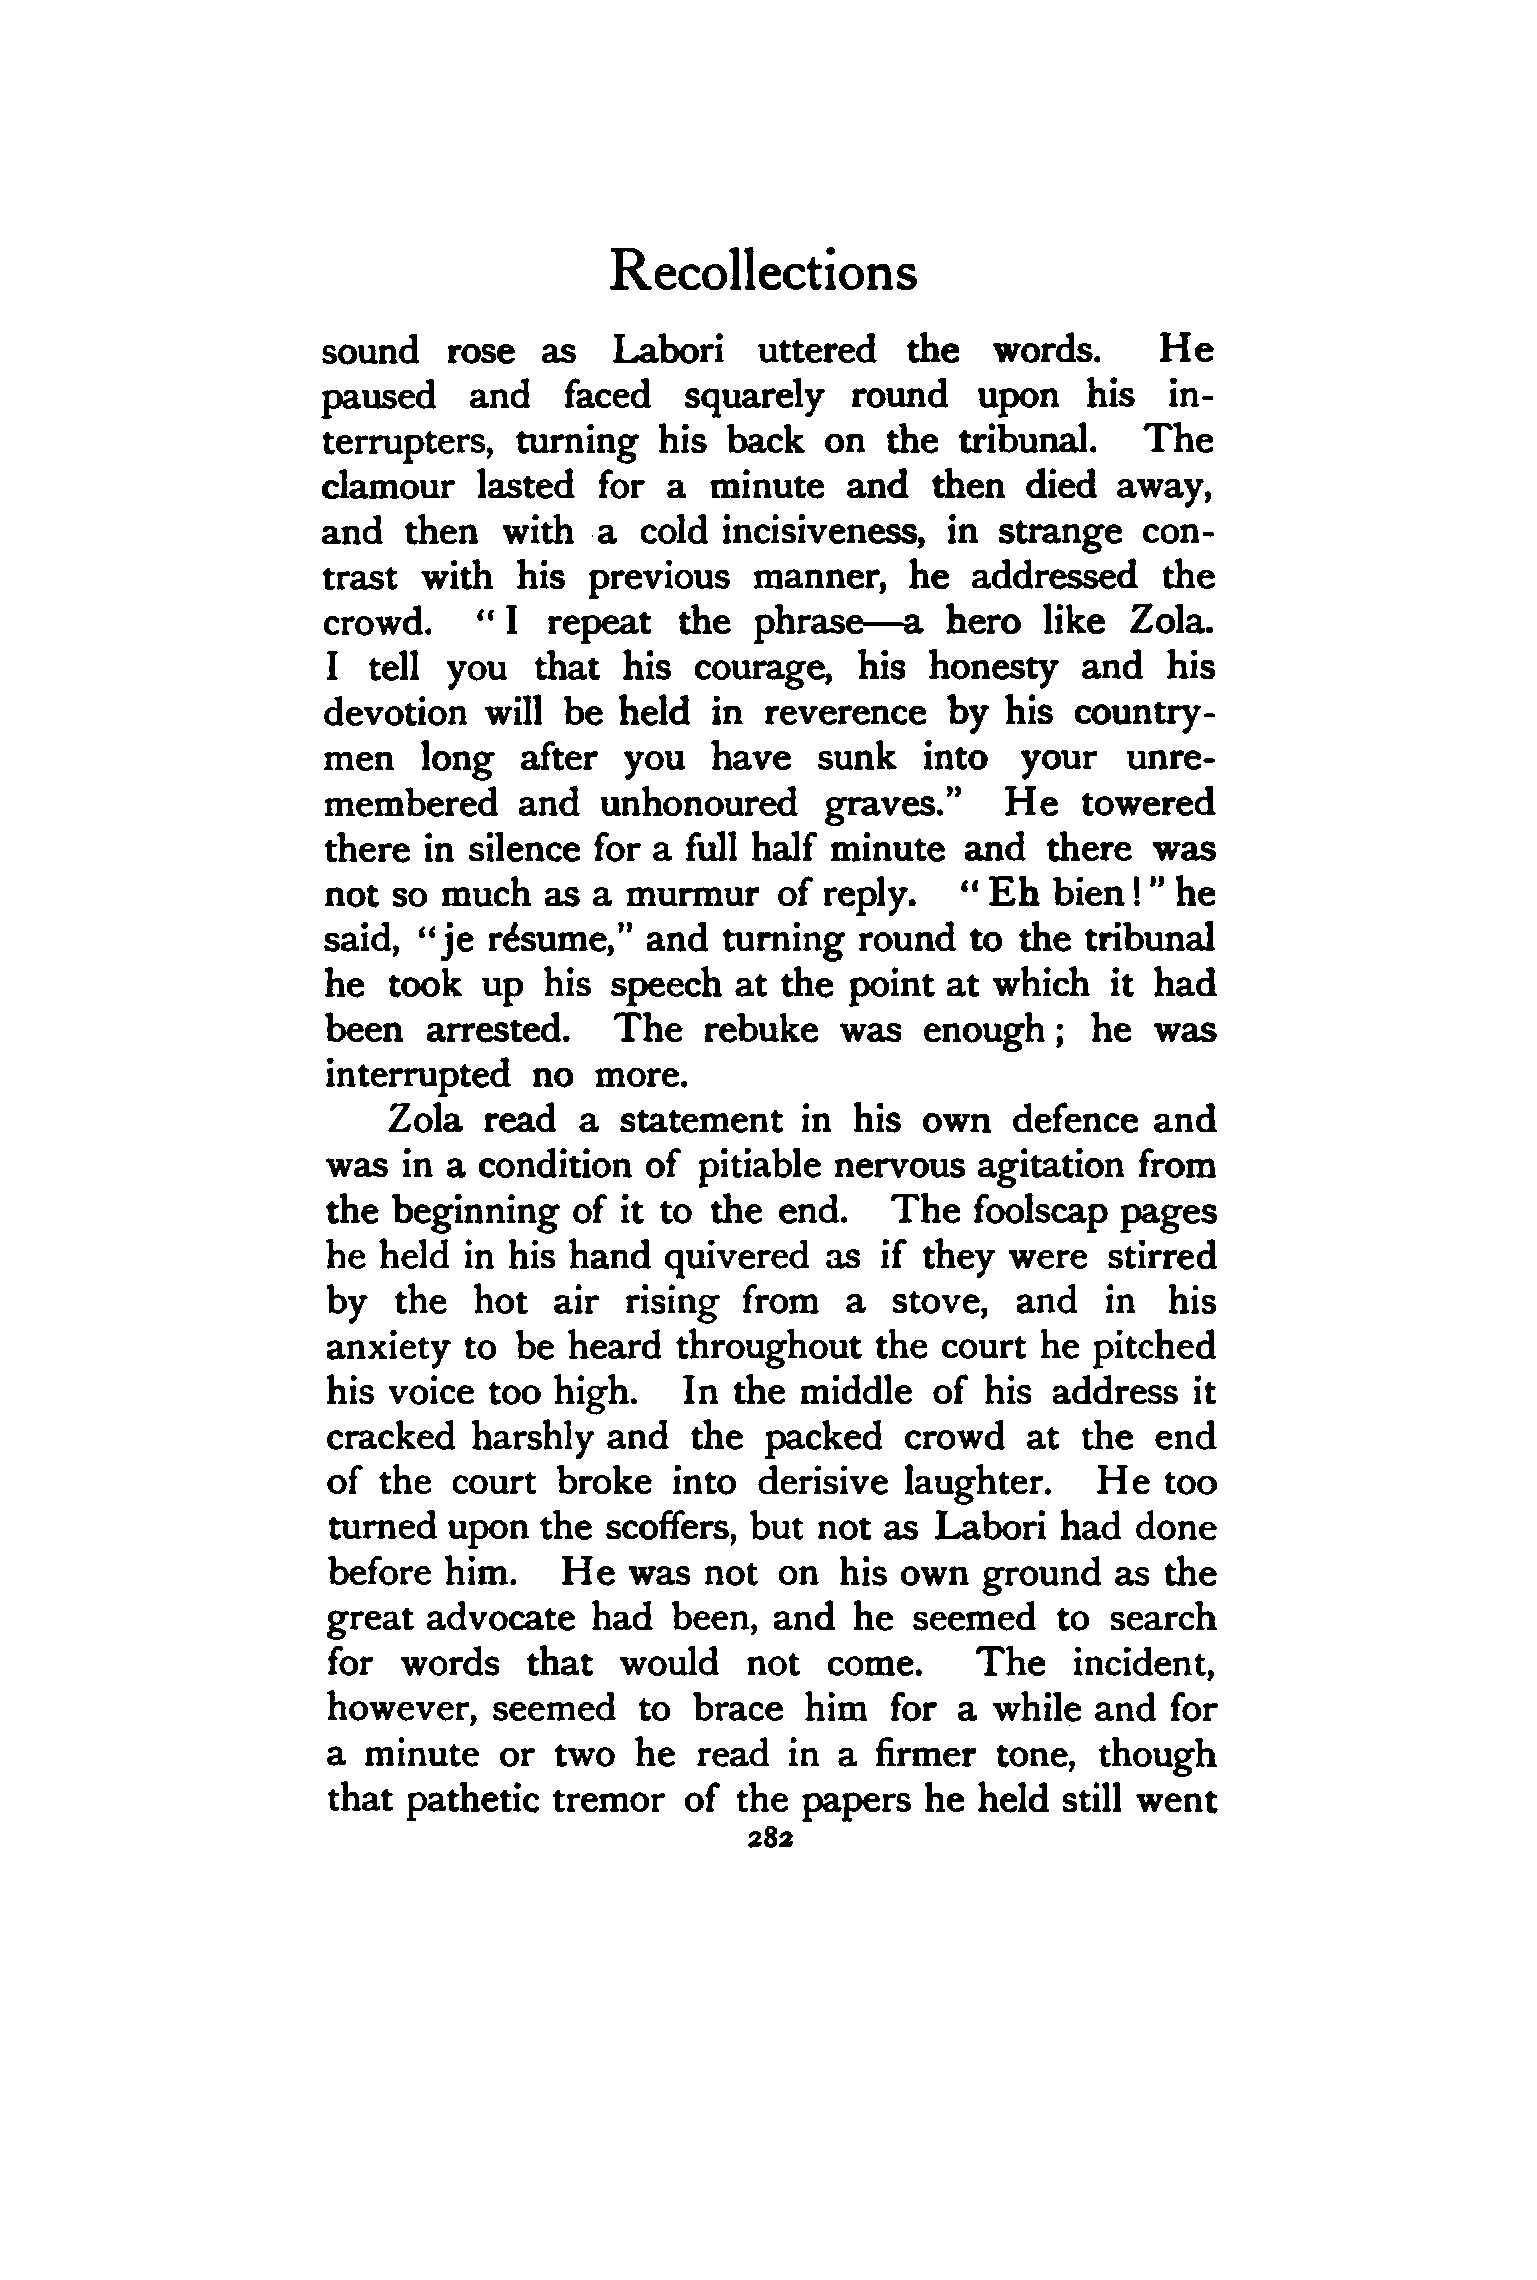 Recollections
sound rose as Labori uttered the words. He
paused and faced squarely round upon his in-
terrupters, turning his back on the tribunal. The
clamour lasted for a minute and then died away,
and then with a cold incisiveness, in strange con-
trast with his previous manner, he addressed the
crowd. “I repeat the phrase—a hero like Zola.
I tell you that his courage, his honesty and his
devotion will be held in reverence by his country-
men long after you have sunk into your unre-
membered and unhonoured graves.” He towered
there in silence for a full half minute and there was
not so much as a murmur of reply. “Eh bien!” he
said, “je résume,” and turning round to the tribunal
he took up his speech at the point at which it had
been arrested. The rebuke was enough; he was
interrupted no more.
Zola read a statement in his own defence and
was in a condition of pitiable nervous agitation from
the beginning of it to the end. The foolscap pages
he held in his hand quivered as if they were stirred
by the hot air rising from a stove, and in his
anxiety to be heard throughout the court he pitched
his voice too high. In the middle of his address it
cracked harshly and the packed crowd at the end
of the court broke into derisive laughter. He too
turned upon the scoffers, but not as Labori had done
before him. He was not on his own ground as the
great advocate had been, and he seemed to search
for words that would not come. The incident,
however, seemed to brace him for a while and for
a minute or two he read in a firmer tone, though
that pathetic tremor of the papers he held still went
282